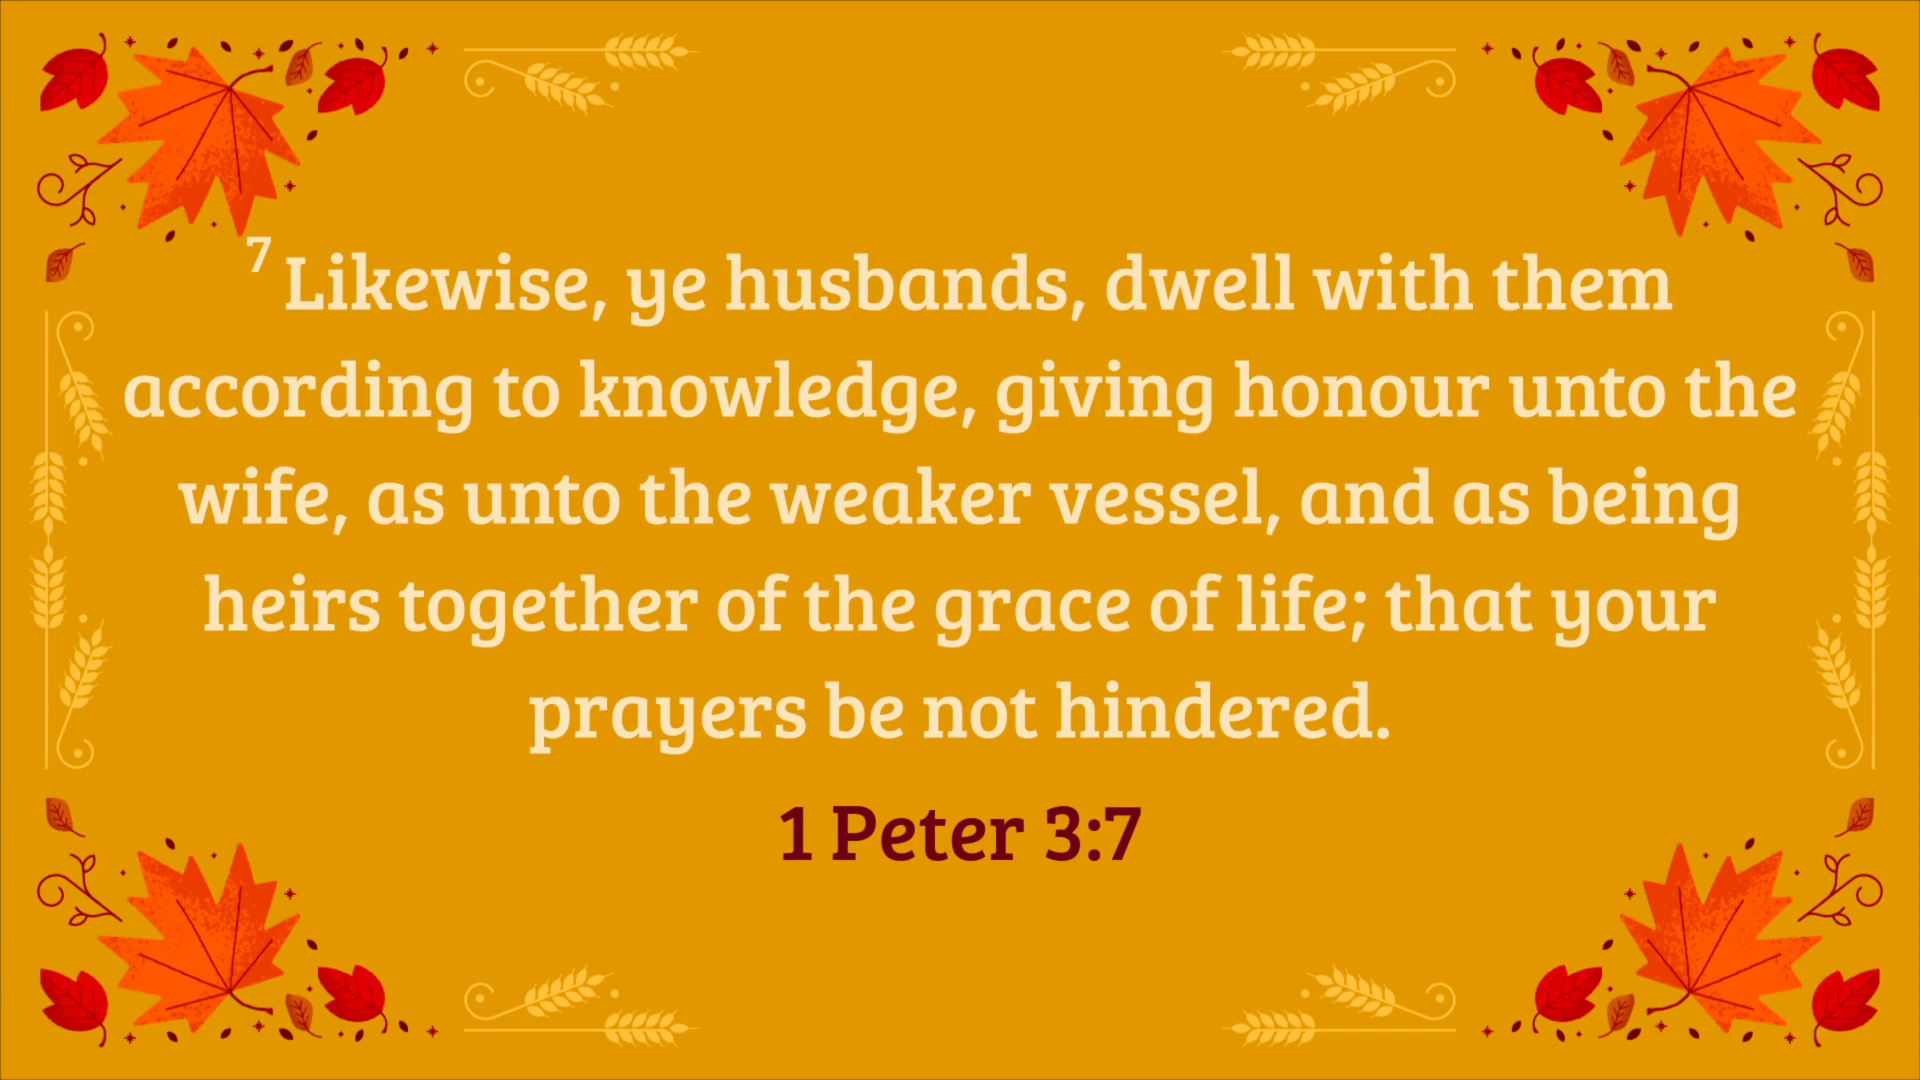 7 Likewise, ye husbands, dwell with them
according to knowledge, giving honour unto the
wife, as unto the weaker vessel, and as being
heirs together of the grace of life; that your
prayers be not hindered.
1 Peter 3:7